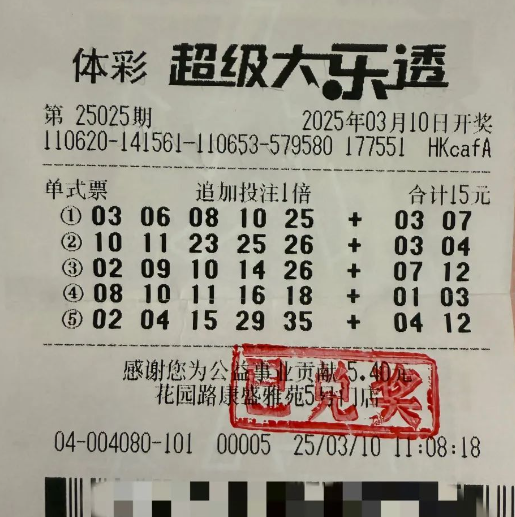 体彩 超级大乐透
第 25025期 2025年03月10日开奖
110620-141561-110653-579580 177551 HKcafA
单式票 追加投注1倍 合计15元
① 03 06 08 10 25 + 03 07
② 10 11 23 25 26 + 03 04
③ 02 09 10 14 26 + 07 12
④ 08 10 11 16 18 + 01 03
⑤ 02 04 15 29 35 + 04 12
感谢您为公益事业贡献 5.40元
花园路康盛雅苑5号门市
已兑奖
04-004080-101 00005 25/03/10 11:08:18